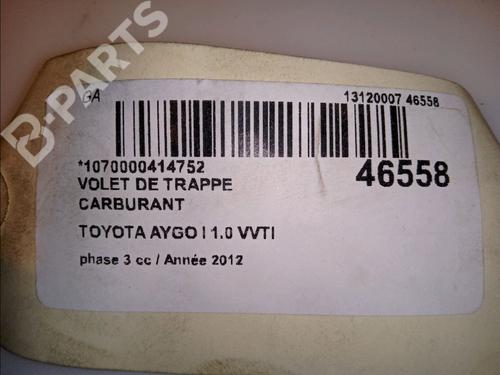 B-PARTS
GA
13120007 46558
*1070000414752
46558
VOLET DE TRAPPE
CARBURANT
TOYOTA AYGO I 1.0 VVTI
phase 3 cc / Année 2012